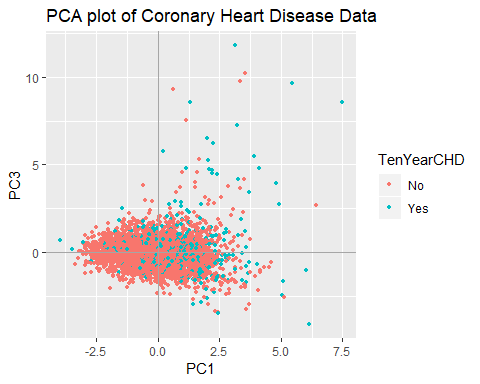 PCA plot of Coronary Heart Disease Data
10
5
0
PC3
-2.5
0.0
2.5
5.0
7.5
PC1
TenYearCHD
No
Yes